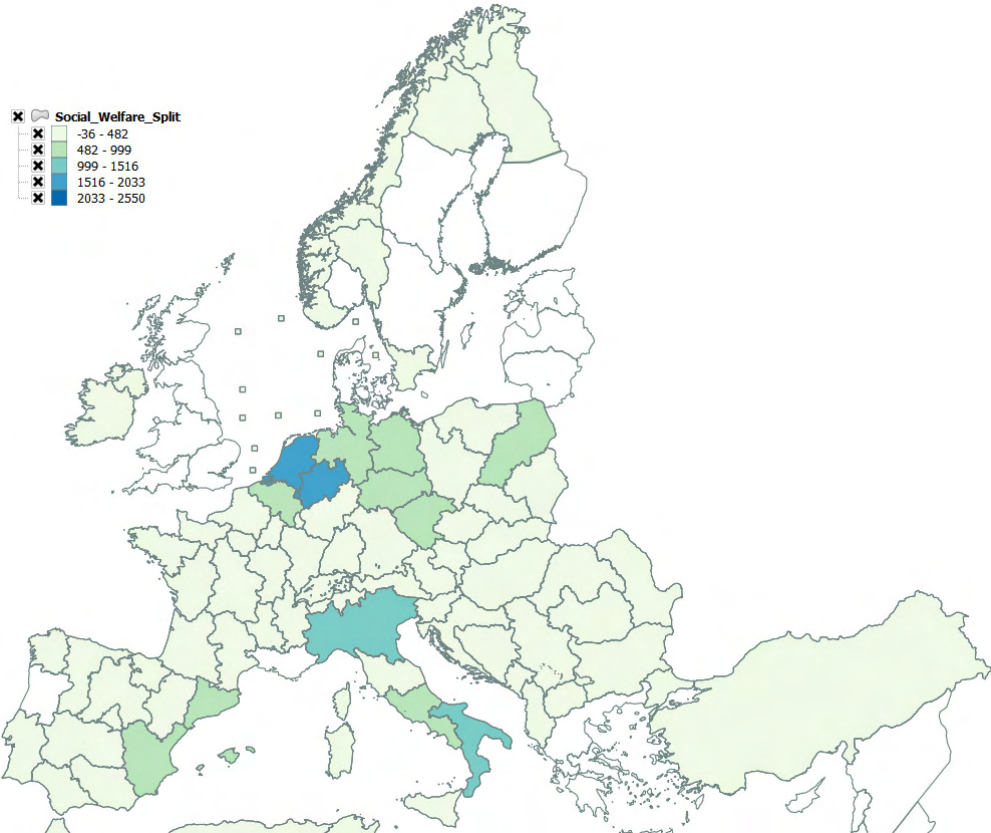 Social_Welfare_Split
-36 - 482
482 - 999
999 - 1516
1516 - 2033
2033 - 2550